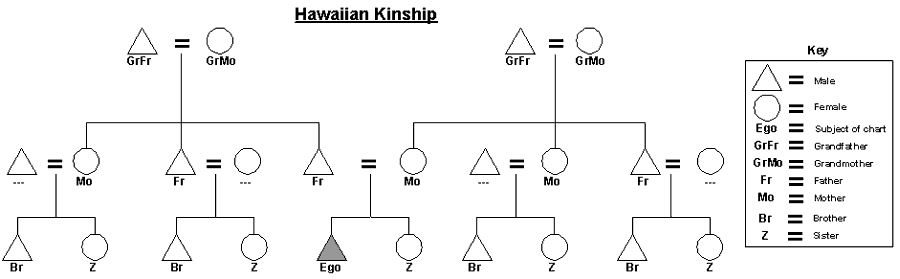 Hawaiian Kinship
GrFr = GrMo
GrFr = GrMo
--- = Mo
Fr = ---
Fr = Mo
--- = Mo
Fr = ---
Br Z
Br Z
Ego Z
Br Z
Br Z
Key
= Male
= Female
Ego = Subject of chart
GrFr = Grandfather
GrMo = Grandmother
Fr = Father
Mo = Mother
Br = Brother
Z = Sister